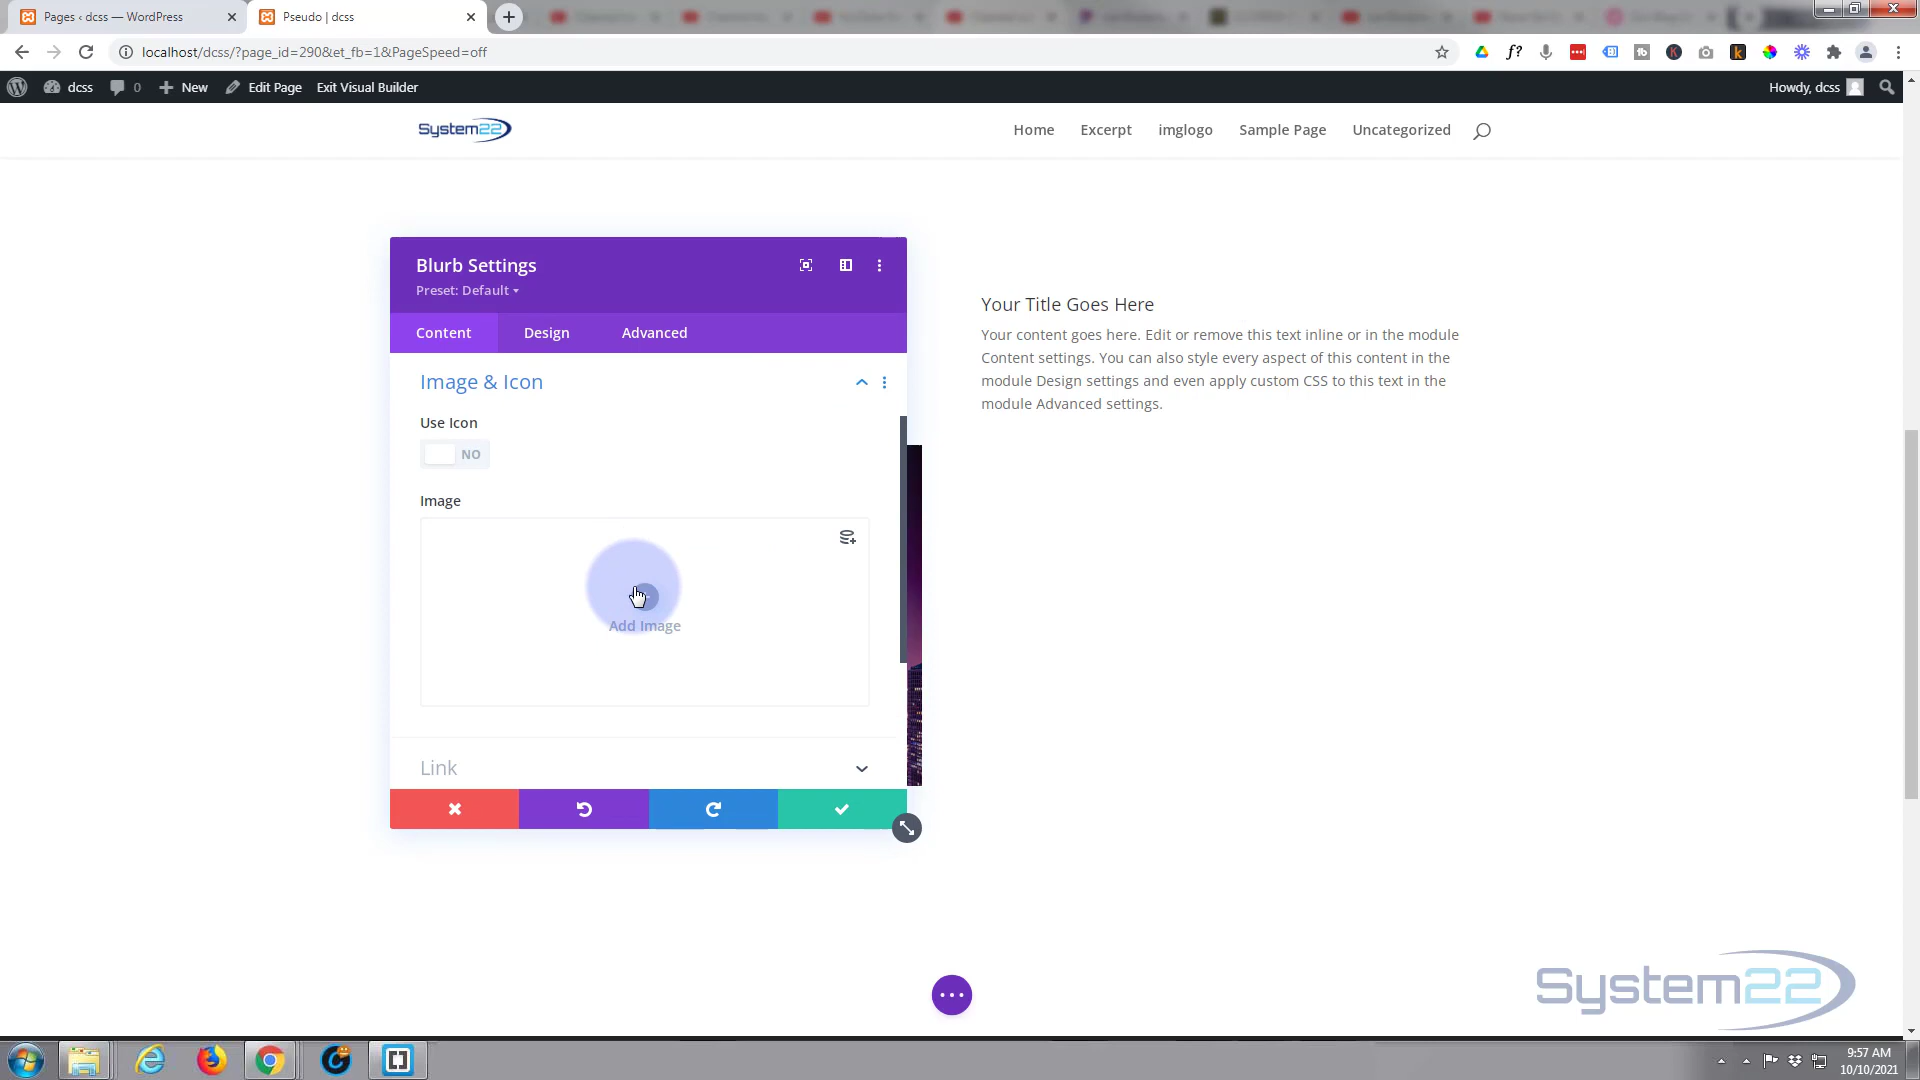 Pages ‹ dcss — WordPress
Pseudo | dcss
localhost/dcss/?page_id=290&et_fb=1&PageSpeed=off
dcss
0
New
Edit Page
Exit Visual Builder
Howdy, dcss
System22
Home
Excerpt
imglogo
Sample Page
Uncategorized
Blurb Settings
Preset: Default
Content
Design
Advanced
Image & Icon
Use Icon
NO
Image
Add Image
Link
Your Title Goes Here
Your content goes here. Edit or remove this text inline or in the module
Content settings. You can also style every aspect of this content in the
module Design settings and even apply custom CSS to this text in the
module Advanced settings.
System22
9:57 AM
10/10/2021